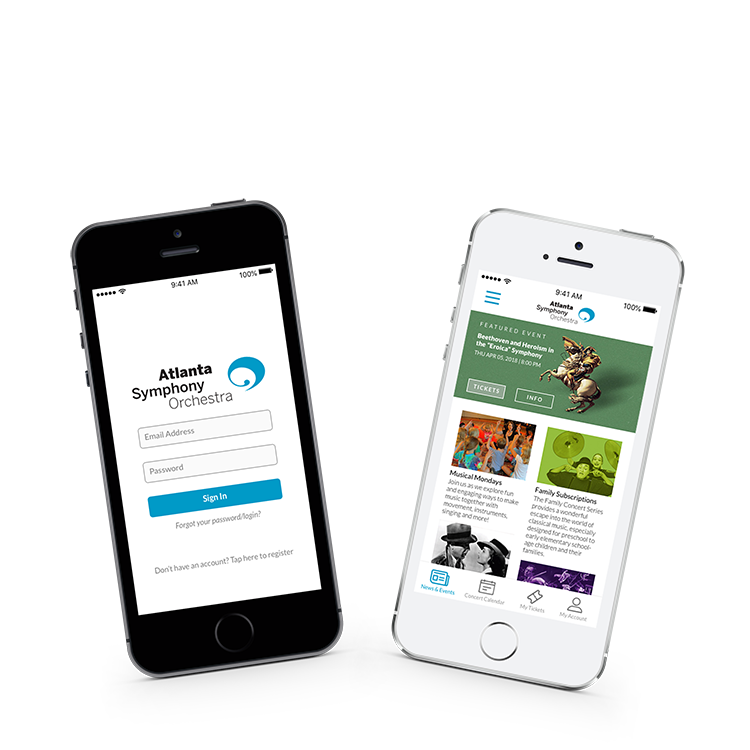 9:41 AM
100%
Atlanta
Symphony
Orchestra
Email Address
Password
Sign In
Forgot your password/login?
Don't have an account? Tap here to register
9:41 AM
100%
Atlanta
Symphony
Orchestra
FEATURED EVENT
Beethoven and Heroism in
the "Eroica" Symphony
THU APR 05, 2018 | 8:00 PM
TICKETS
INFO
Musical Mondays
Join us as we explore fun
and engaging ways to make
music together with
movement, instruments,
singing and more!
Family Subscriptions
The Family Concert Series
provides a wonderful
escape into the world of
classical music, especially
designed for preschool to
early elementary school-
age children and their
families.
News & Events
Concert Calendar
My Tickets
My Account